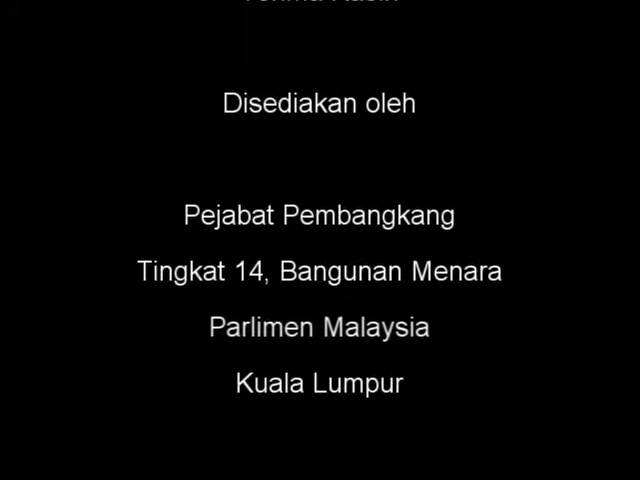 Disediakan oleh
Pejabat Pembangkang
Tingkat 14, Bangunan Menara
Parlimen Malaysia
Kuala Lumpur